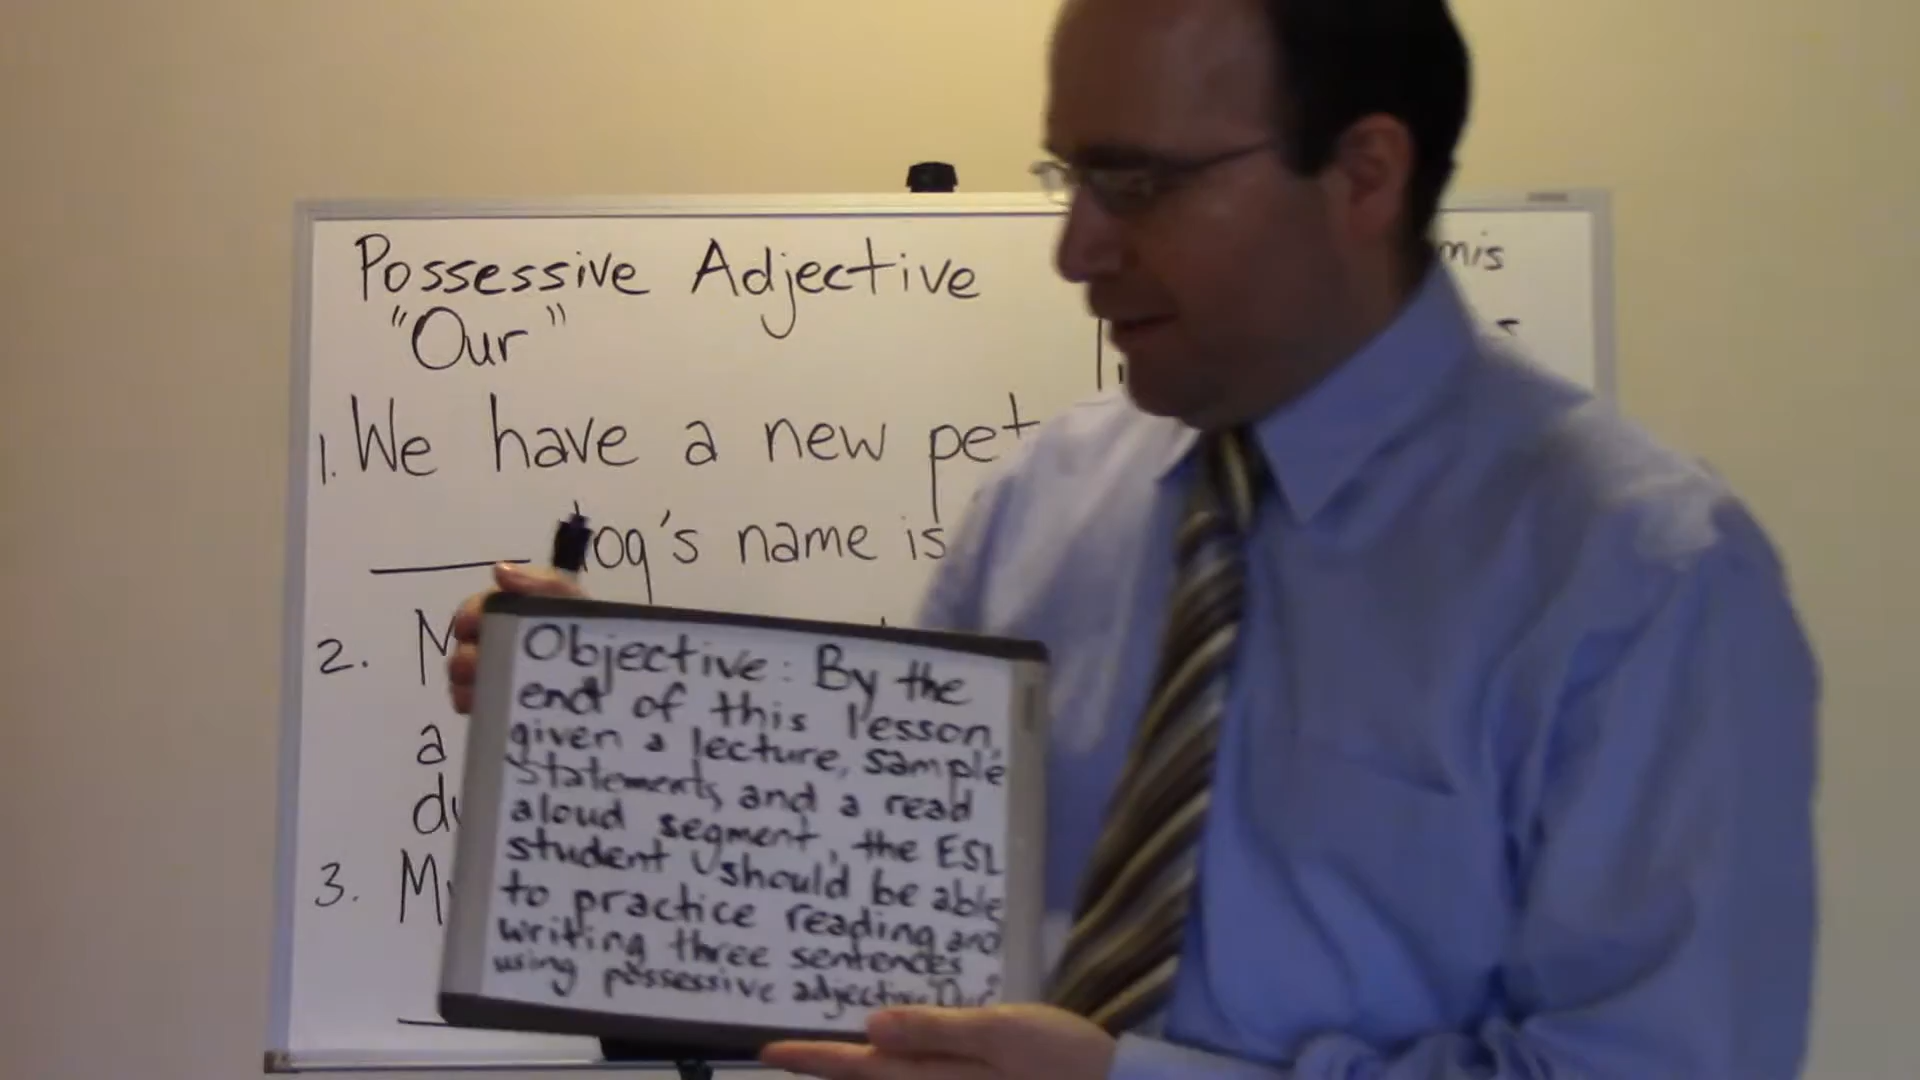 Possessive Adjective
"Our"
1. We have a new pet
dog's name is
2.
a
3.
Objective: By the
end of this lesson,
given a lecture, sample
statements, and a read
aloud segment, the ESL
student should be able
to practice reading and
writing three sentences
using possessive adjective "Our"